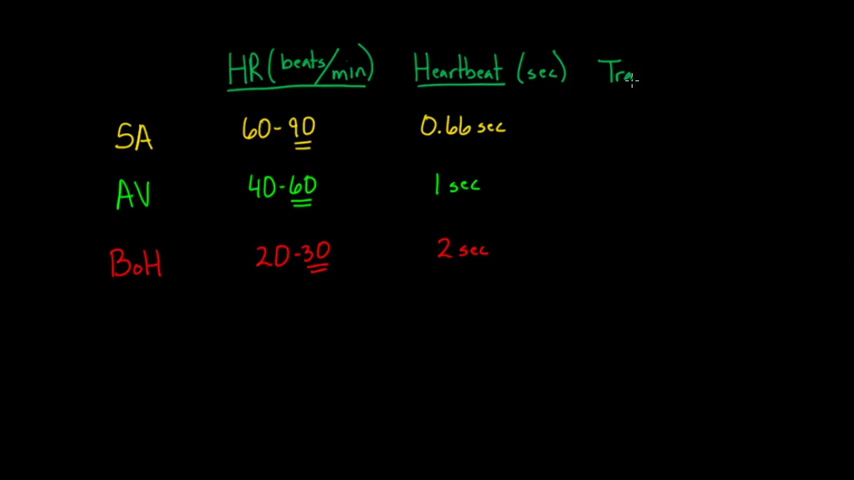 HR (beats/min) Heartbeat (sec) Tra
SA 60-90 0.66 sec
AV 40-60 1 sec
BoH 20-30 2 sec